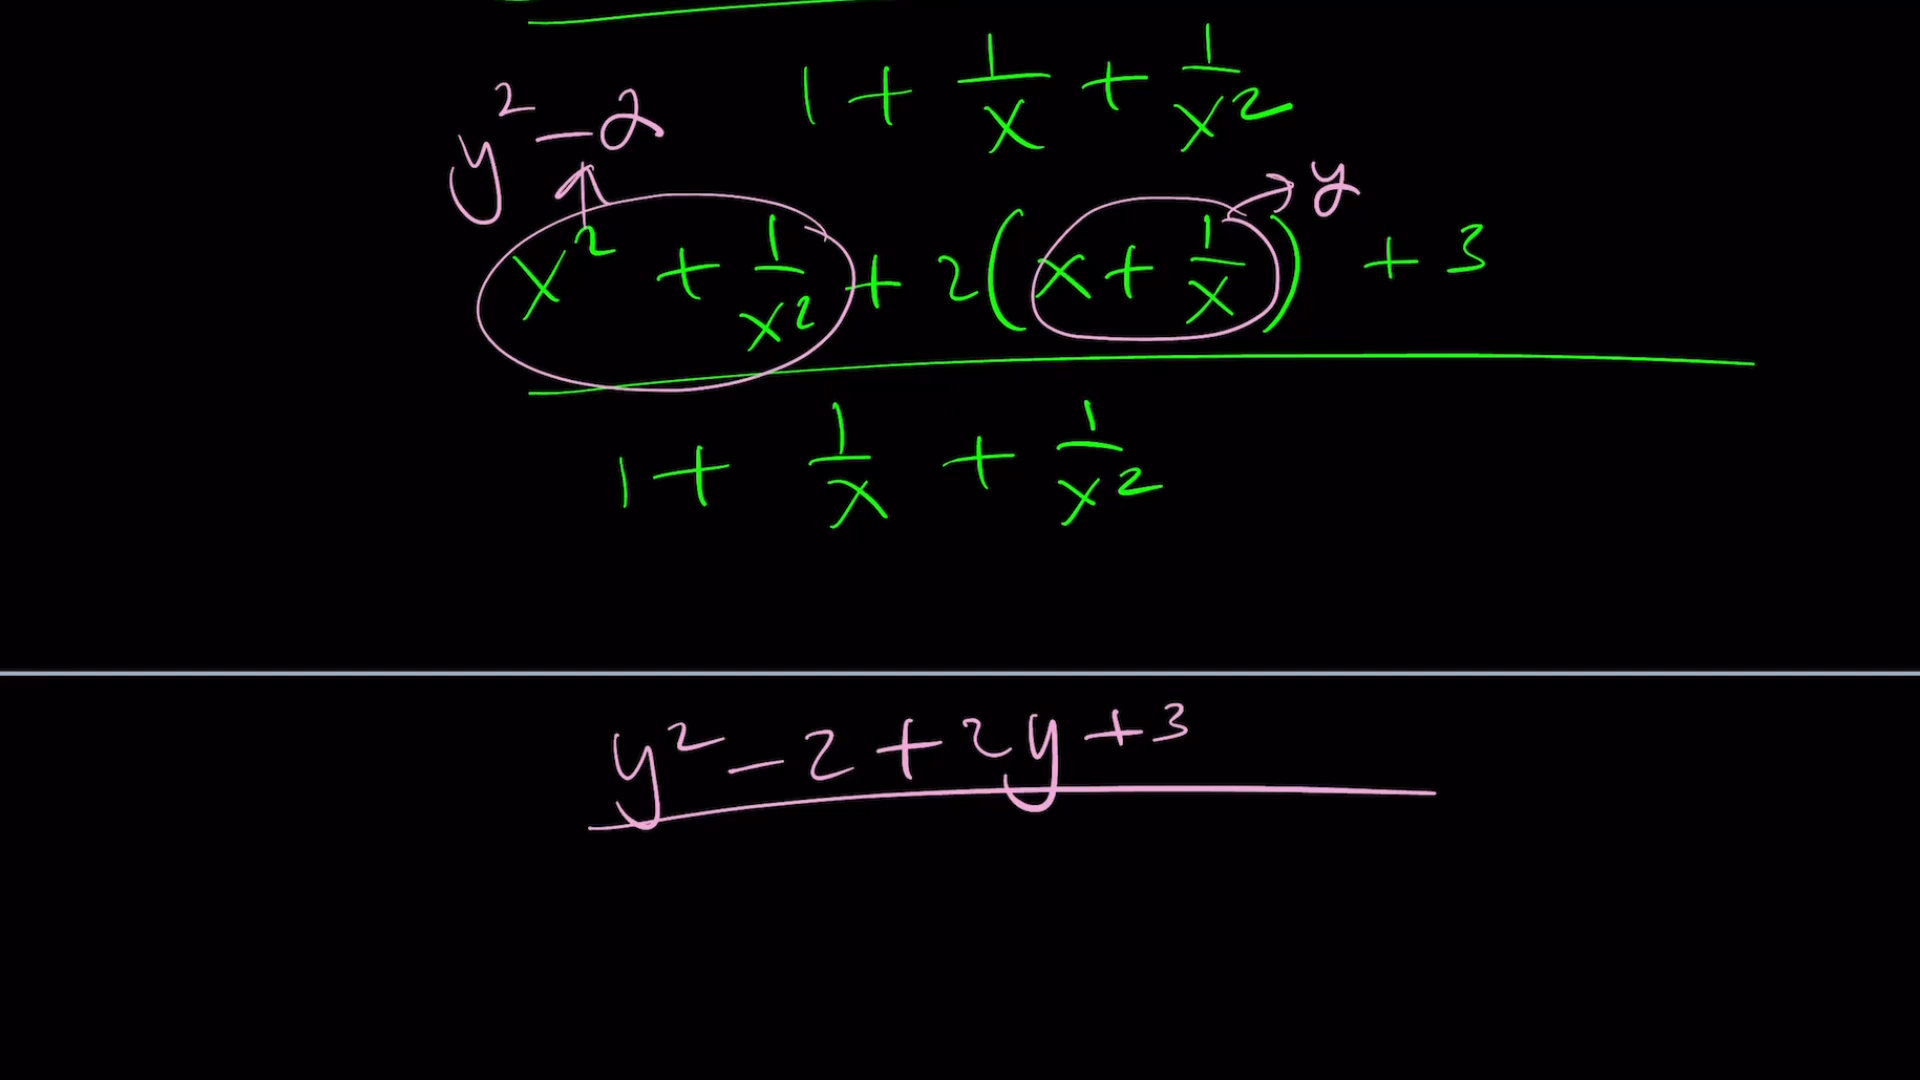 1 + 1/x + 1/x²
y² − 2
y
x² + 1/x² + 2(x + 1/x) + 3
1 + 1/x + 1/x²
y² − 2 + 2y + 3